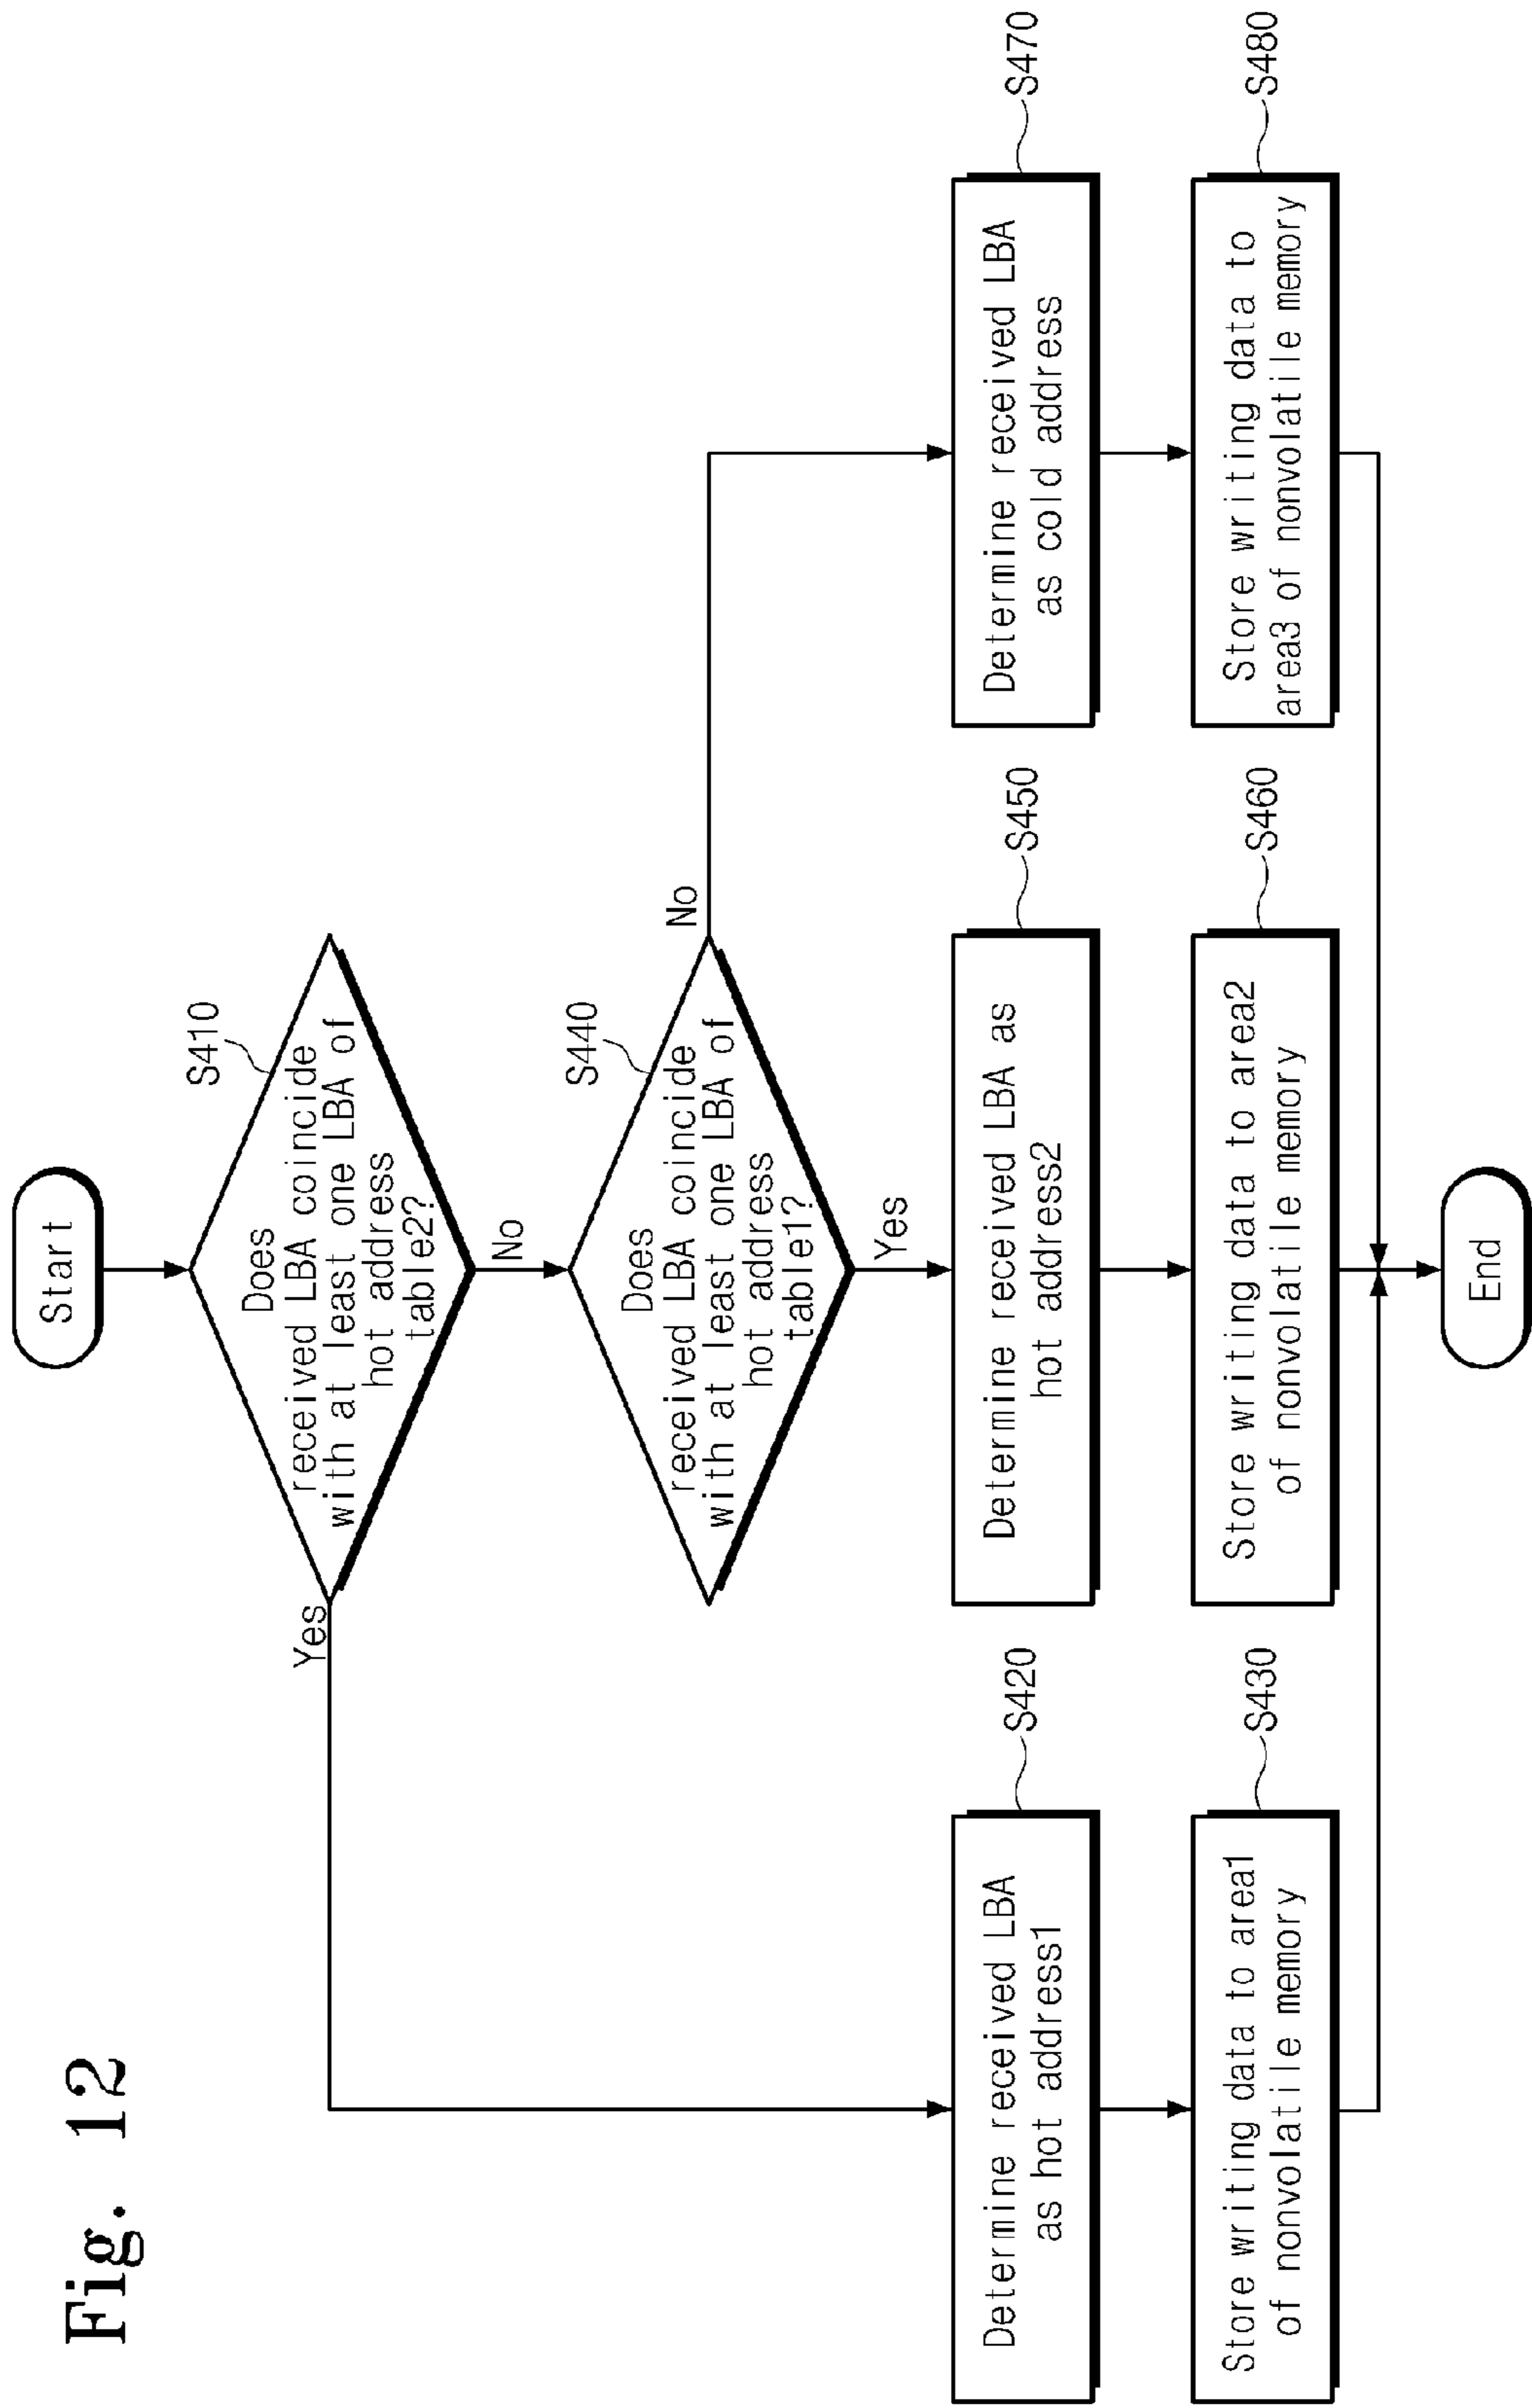 Fig. 12
Start
S410
Does
received LBA coincide
with at least one LBA of
hot address
table2?
Yes
No
S440
Does
received LBA coincide
with at least one LBA of
hot address
table1?
No
Yes
S420
Determine received LBA
as hot address1
S450
Determine received LBA as
hot address2
S470
Determine received LBA
as cold address
S430
Store writing data to area1
of nonvolatile memory
S460
Store writing data to area2
of nonvolatile memory
S480
Store writing data to
area3 of nonvolatile memory
End